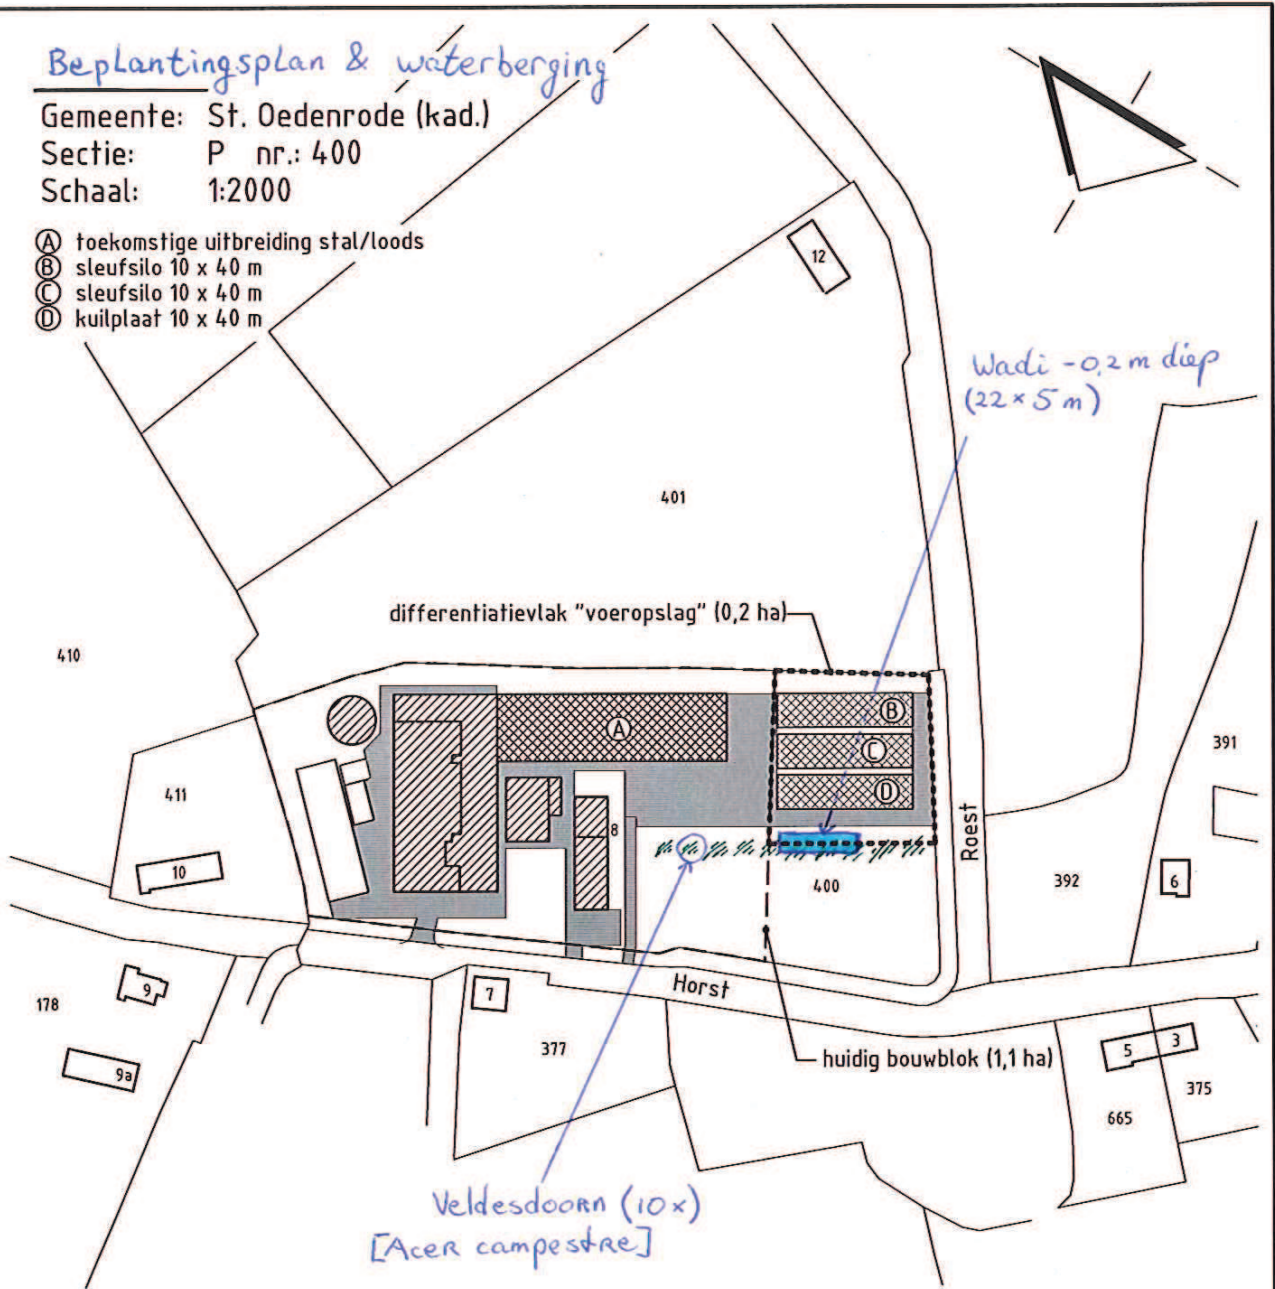 Beplantingsplan & waterberging
Gemeente: St. Oedenrode (kad.)
Sectie: P nr.: 400
Schaal: 1:2000
Ⓐ toekomstige uitbreiding stal/loods
Ⓑ sleufsilo 10 x 40 m
Ⓒ sleufsilo 10 x 40 m
Ⓓ kuilplaat 10 x 40 m
12
Wadi - 0,2 m diep
(22 x 5 m)
401
differentiatievlak "voeropslag" (0,2 ha)
410
A
B
C
D
391
411
8
Roest
10
400
392
6
178
9
7
Horst
377
huidig bouwblok (1,1 ha)
5
3
9a
375
665
Veldesdoorn (10x)
[Acer campestre]